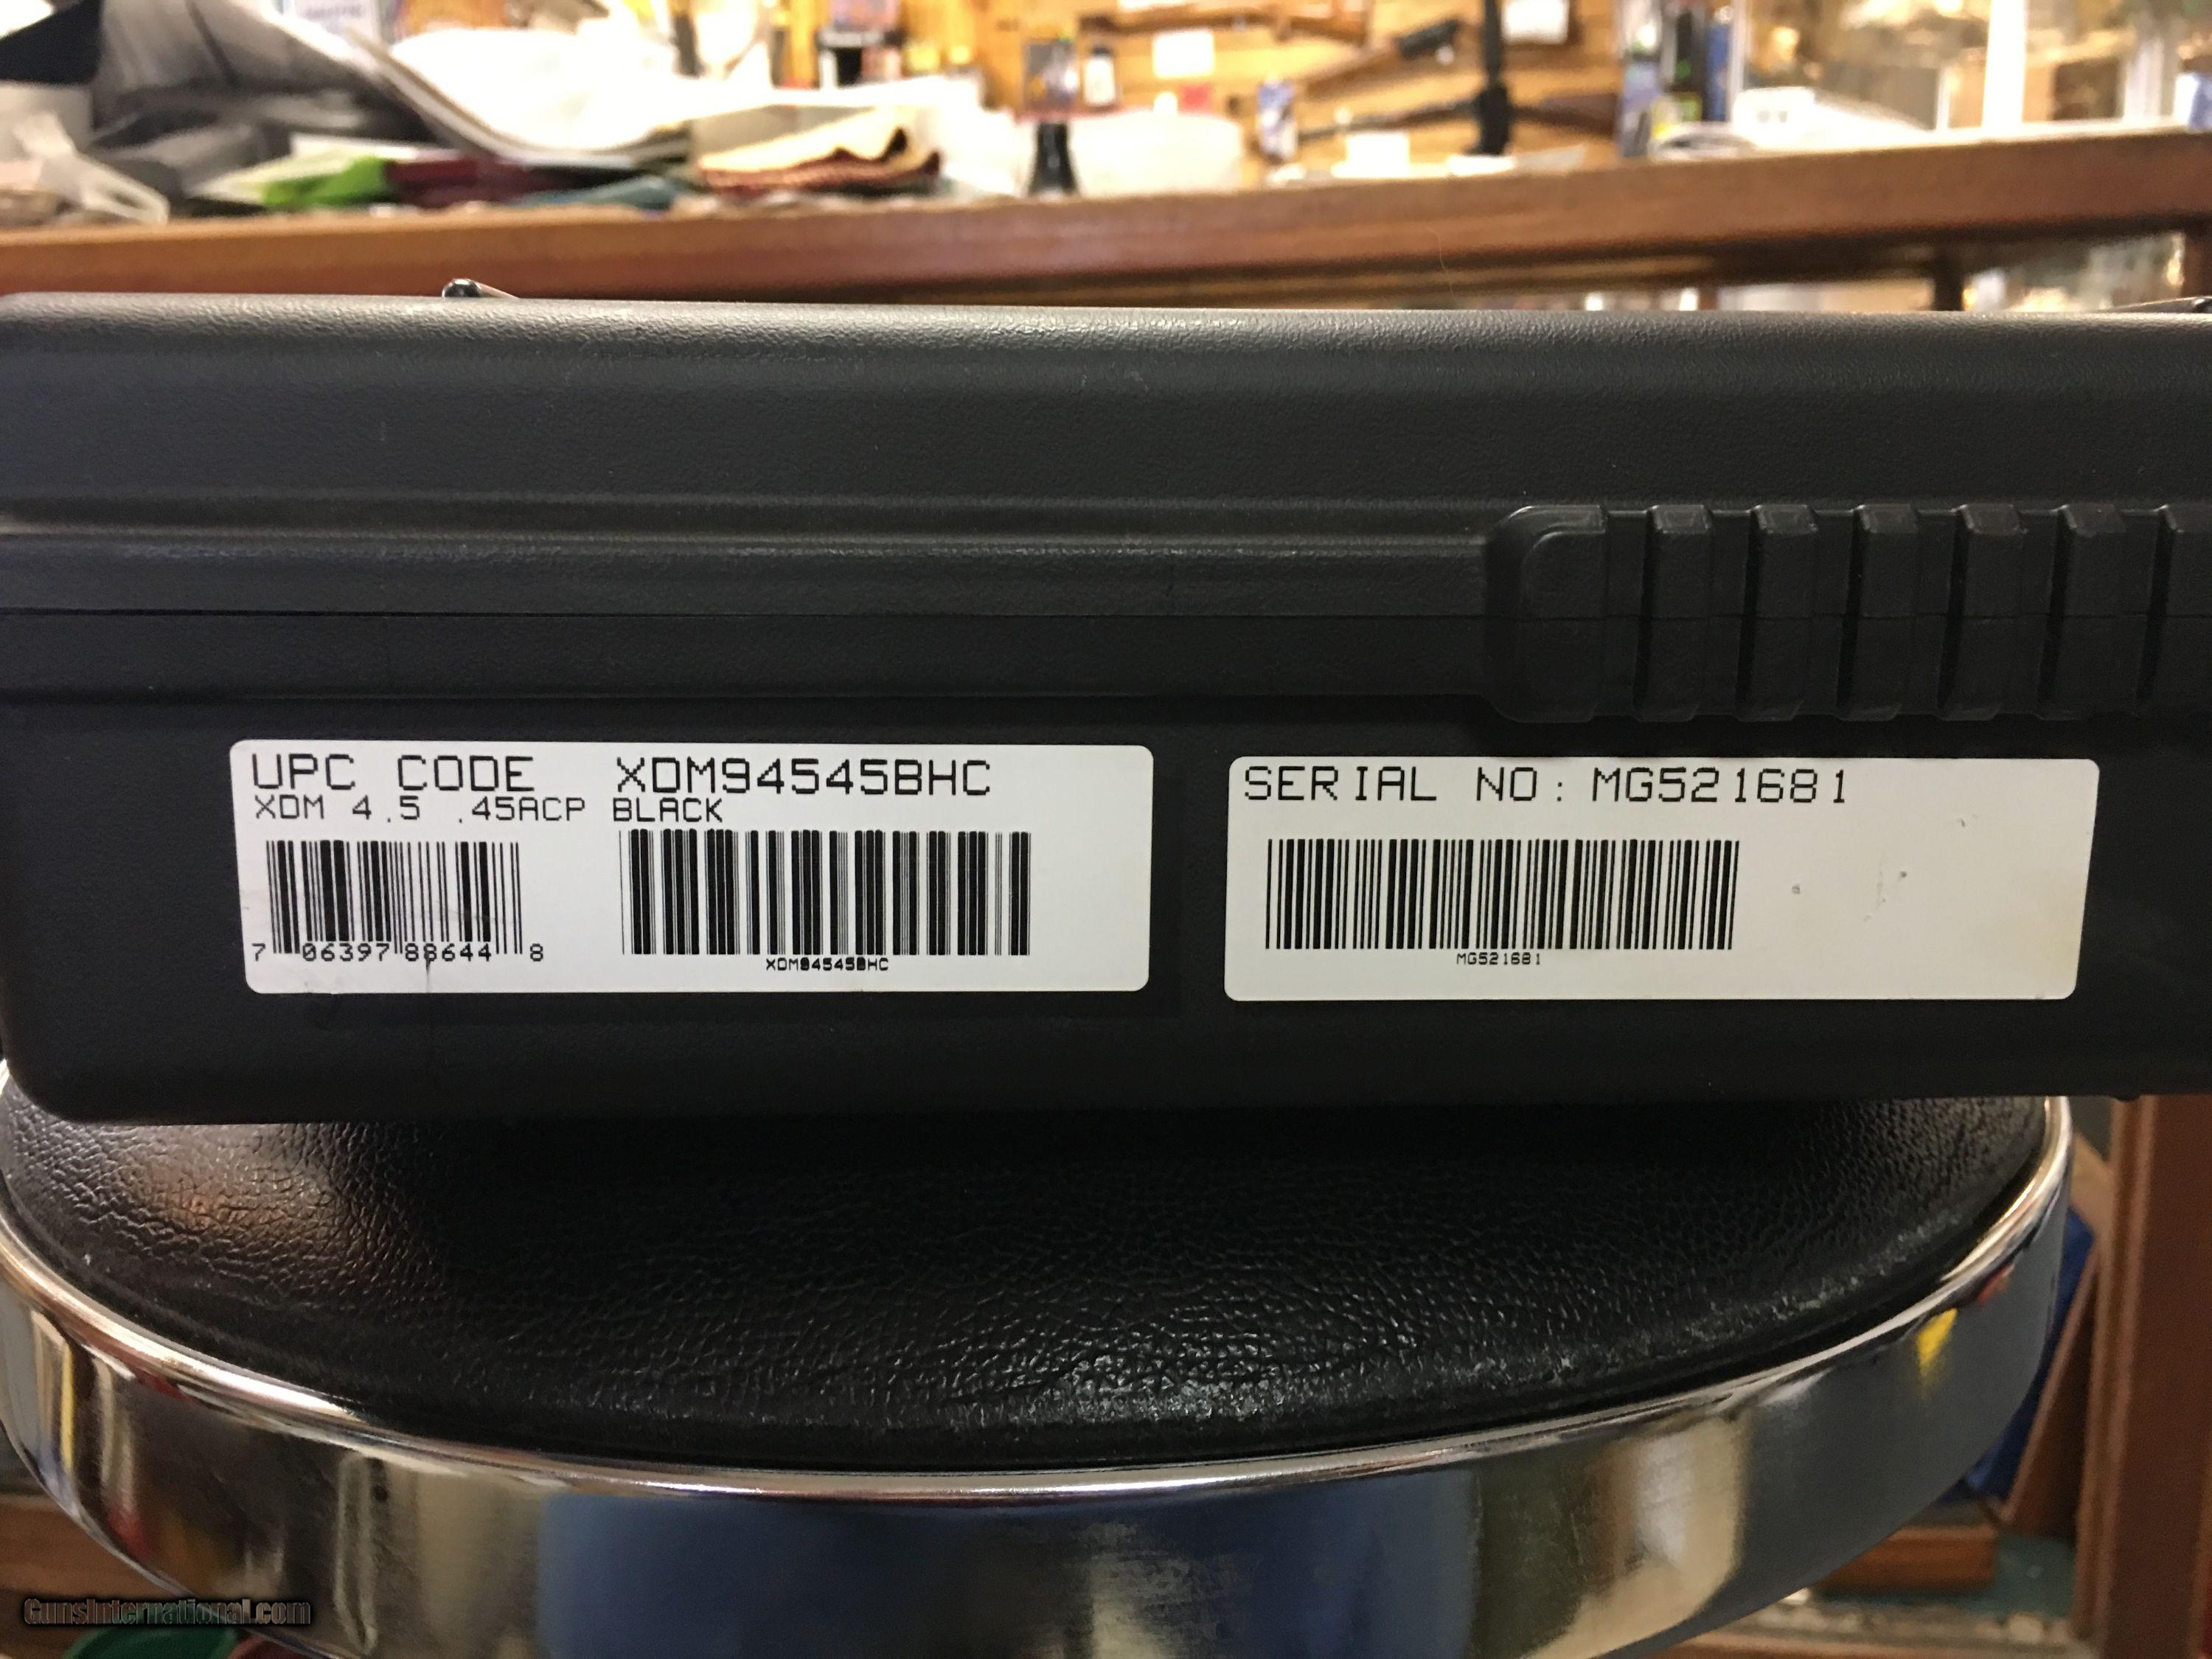 UPC CODE XDM94545BHC
XDM 4.5 .45ACP BLACK
7 06397 88644 8
XDM94545BHC
SERIAL NO: MG521681
MG521681
GunsInternational.com